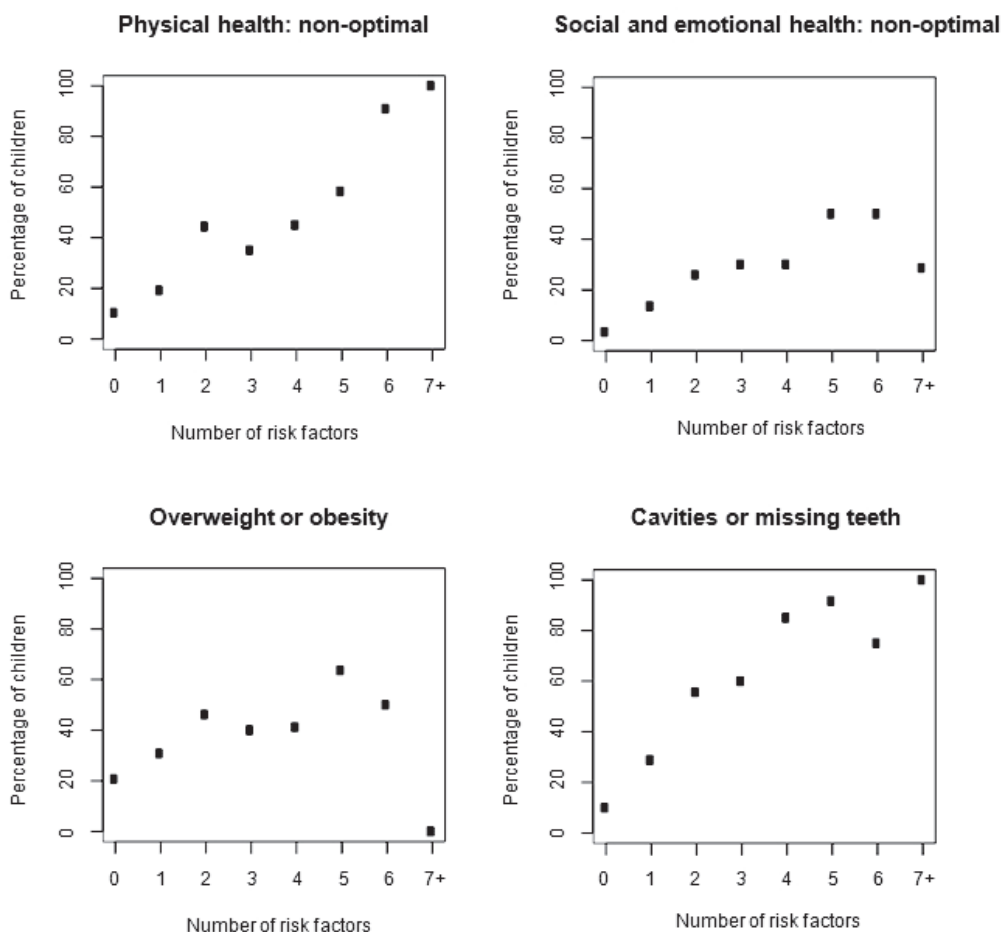 Physical health: non-optimal
Percentage of children
100
80
60
40
20
0
0 1 2 3 4 5 6 7+
Number of risk factors
Social and emotional health: non-optimal
Percentage of children
100
80
60
40
20
0
0 1 2 3 4 5 6 7+
Number of risk factors
Overweight or obesity
Percentage of children
100
80
60
40
20
0
0 1 2 3 4 5 6 7+
Number of risk factors
Cavities or missing teeth
Percentage of children
100
80
60
40
20
0
0 1 2 3 4 5 6 7+
Number of risk factors